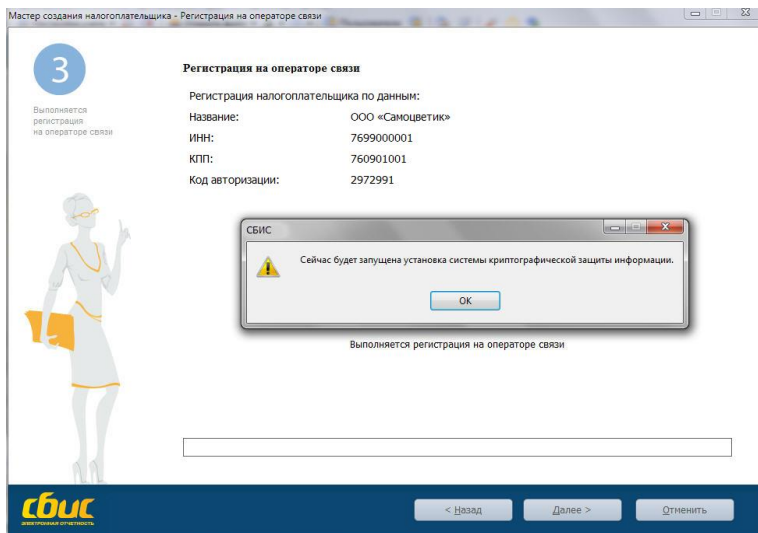 Мастер создания налогоплательщика - Регистрация на операторе связи
3
Выполняется
регистрация
на операторе связи
Регистрация на операторе связи
Регистрация налогоплательщика по данным:
Название: ООО «Самоцветик»
ИНН: 7699000001
КПП: 760901001
Код авторизации: 2972991
СБИС
Сейчас будет запущена установка системы криптографической защиты информации.
OK
Выполняется регистрация на операторе связи
сбис
ЭЛЕКТРОННАЯ ОТЧЕТНОСТЬ
< Назад
Далее >
Отменить